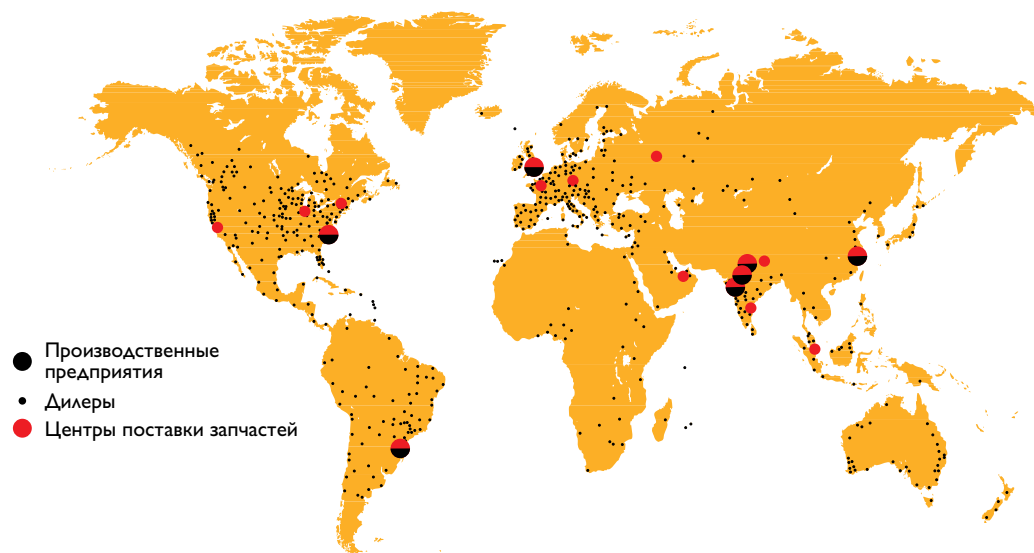 Производственные
предприятия
Дилеры
Центры поставки запчастей